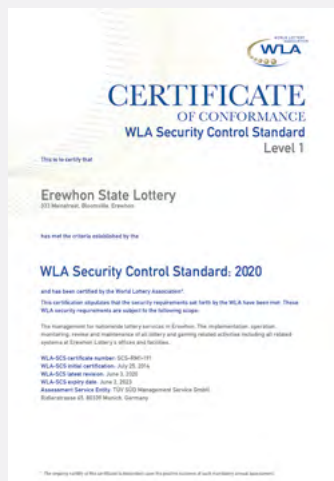 WORLD LOTTERY
ASSOCIATION
WLA
CERTIFICATE
OF CONFORMANCE
WLA Security Control Standard
Level 1
This is to certify that
Erewhon State Lottery
Erewhon
has met the criteria established by the
WLA Security Control Standard: 2020
and has been certified by the World Lottery Association*.
This certification stipulates that the security requirements set forth by the WLA have been met. These
WLA security requirements are subject to the following scope:
The management for nationwide lottery services in Erewhon. The implementation, operation,
monitoring, review and maintenance of all lottery and gaming related activities including all related
systems at Erewhon Lottery's offices and facilities.
WLA-SCS certificate number:
WLA-SCS initial certification: July 25, 2014
WLA-SCS latest revision: June 3, 2020
WLA-SCS expiry date: June 2, 2023
Assessment Service Entity: TÜV SÜD Management Service GmbH,
80339 Munich, Germany